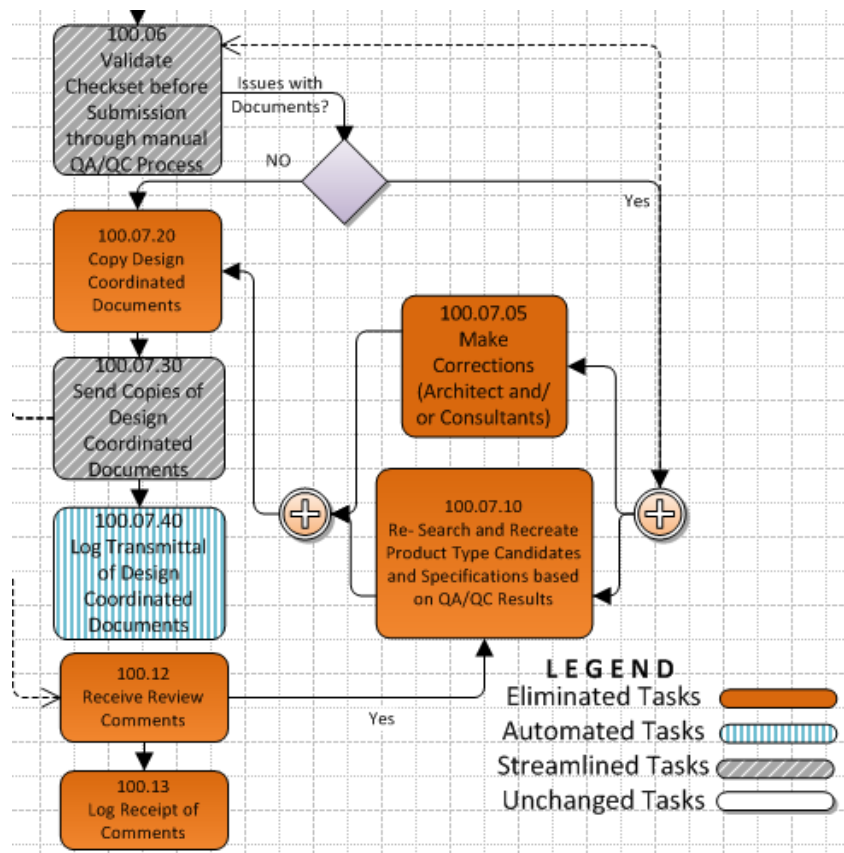 100.06
Validate
Checkset before
Submission
through manual
QA/QC Process
Issues with
Documents?
NO
Yes
100.07.20
Copy Design
Coordinated
Documents
100.07.05
Make
Corrections
(Architect and/
or Consultants)
100.07.30
Send Copies of
Design
Coordinated
Documents
100.07.10
Re- Search and Recreate
Product Type Candidates
and Specifications based
on QA/QC Results
100.07.40
Log Transmittal
of Design
Coordinated
Documents
100.12
Receive Review
Comments
Yes
100.13
Log Receipt of
Comments
LEGEND
Eliminated Tasks
Automated Tasks
Streamlined Tasks
Unchanged Tasks